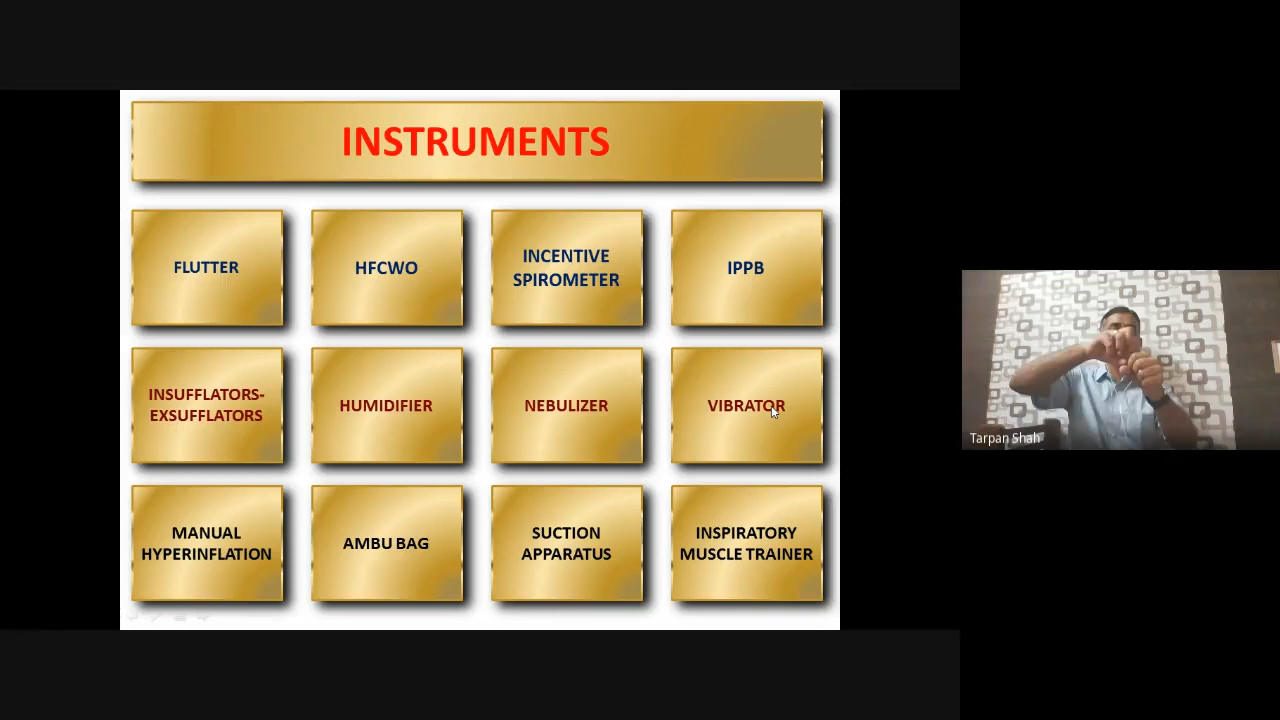 INSTRUMENTS
FLUTTER
HFCWO
INCENTIVE
SPIROMETER
IPPB
INSUFFLATORS-
EXSUFFLATORS
HUMIDIFIER
NEBULIZER
VIBRATOR
MANUAL
HYPERINFLATION
AMBU BAG
SUCTION
APPARATUS
INSPIRATORY
MUSCLE TRAINER
Tarpan Shah